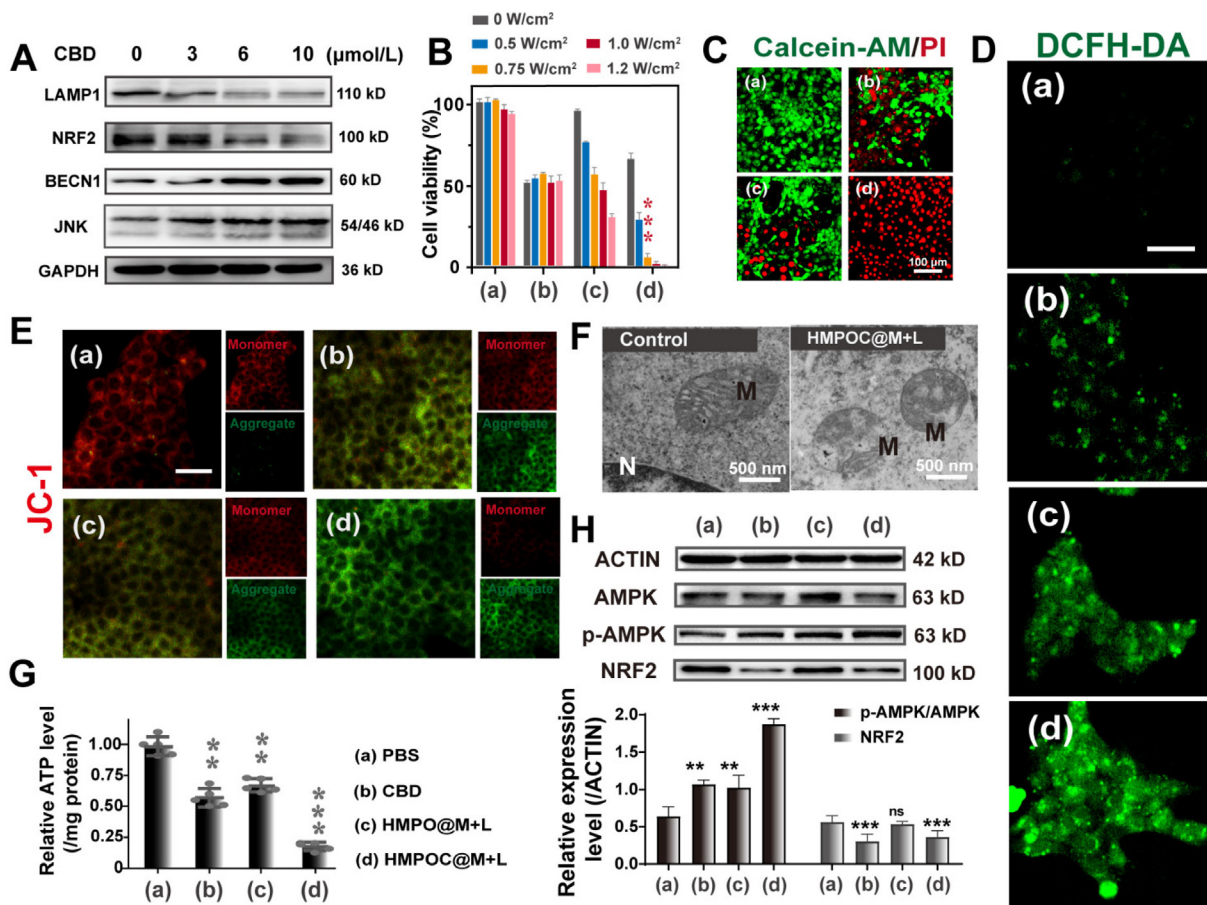 A
CBD 0 3 6 10 (μmol/L)
LAMP1 110 kD
NRF2 100 kD
BECN1 60 kD
JNK 54/46 kD
GAPDH 36 kD
B
0 W/cm²
0.5 W/cm² 1.0 W/cm²
0.75 W/cm² 1.2 W/cm²
Cell viability (%)
100
50
0
***
(a) (b) (c) (d)
C
Calcein-AM/PI
(a) (b)
(c) (d)
100 μm
D
DCFH-DA
(a)
(b)
(c)
(d)
E
JC-1
(a) Monomer
Aggregate
(b) Monomer
Aggregate
(c) Monomer
Aggregate
(d) Monomer
Aggregate
F
Control
M
N
500 nm
HMPOC@M+L
M M
500 nm
G
Relative ATP level
(/mg protein)
1.00
0.75
0.50
0.25
0
** ** ***
(a) (b) (c) (d)
(a) PBS
(b) CBD
(c) HMPO@M+L
(d) HMPOC@M+L
H
(a) (b) (c) (d)
ACTIN 42 kD
AMPK 63 kD
p-AMPK 63 kD
NRF2 100 kD
Relative expression
level (/ACTIN)
2.0
1.5
1.0
0.5
0.0
** ** *** *** ns ***
p-AMPK/AMPK
NRF2
(a) (b) (c) (d) (a) (b) (c) (d)